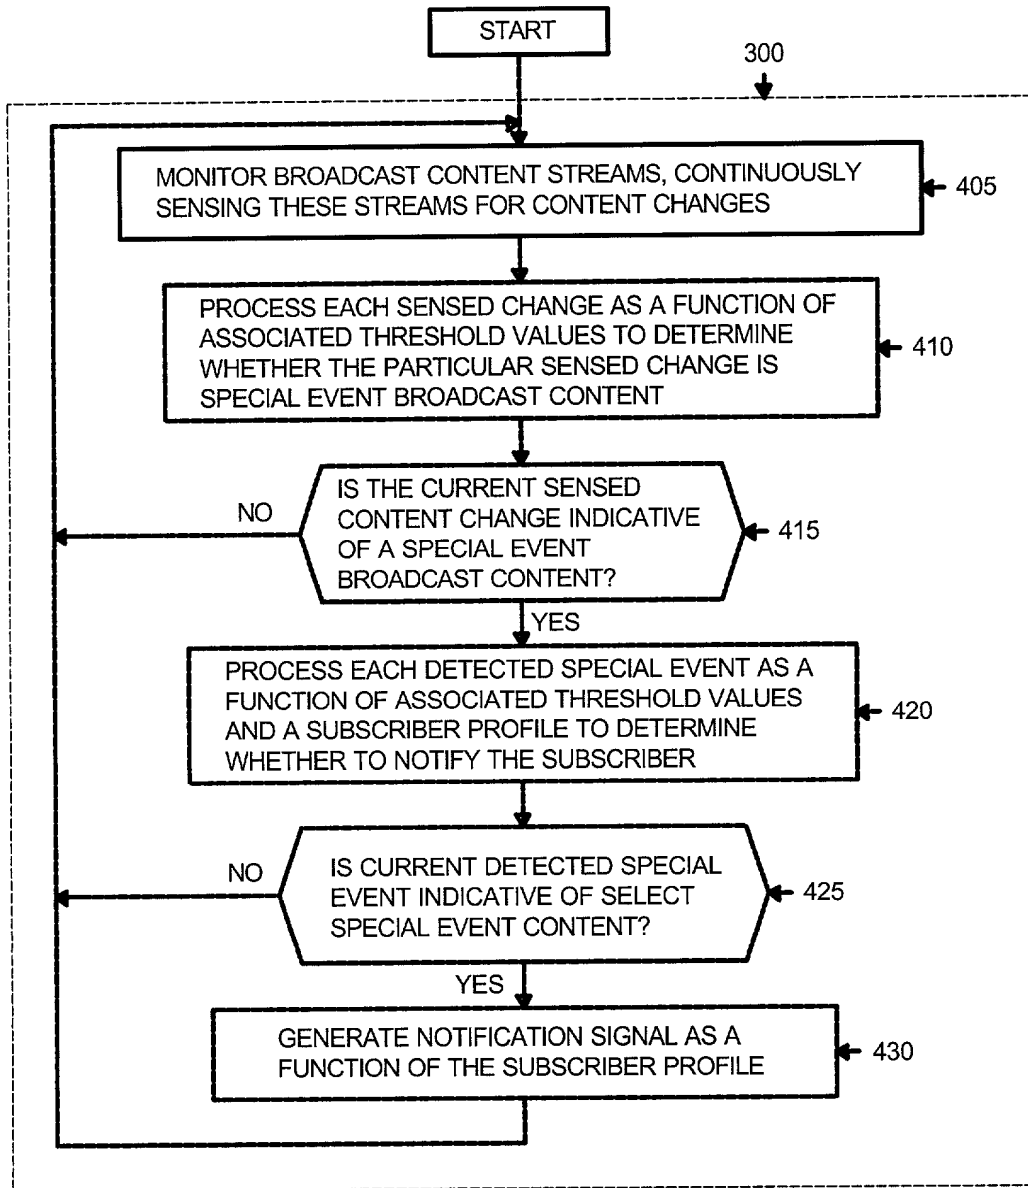 START
300
MONITOR BROADCAST CONTENT STREAMS, CONTINUOUSLY
SENSING THESE STREAMS FOR CONTENT CHANGES
405
PROCESS EACH SENSED CHANGE AS A FUNCTION OF
ASSOCIATED THRESHOLD VALUES TO DETERMINE
WHETHER THE PARTICULAR SENSED CHANGE IS
SPECIAL EVENT BROADCAST CONTENT
410
IS THE CURRENT SENSED
CONTENT CHANGE INDICATIVE
OF A SPECIAL EVENT
BROADCAST CONTENT?
NO
415
YES
PROCESS EACH DETECTED SPECIAL EVENT AS A
FUNCTION OF ASSOCIATED THRESHOLD VALUES
AND A SUBSCRIBER PROFILE TO DETERMINE
WHETHER TO NOTIFY THE SUBSCRIBER
420
IS CURRENT DETECTED SPECIAL
EVENT INDICATIVE OF SELECT
SPECIAL EVENT CONTENT?
NO
425
YES
GENERATE NOTIFICATION SIGNAL AS A
FUNCTION OF THE SUBSCRIBER PROFILE
430